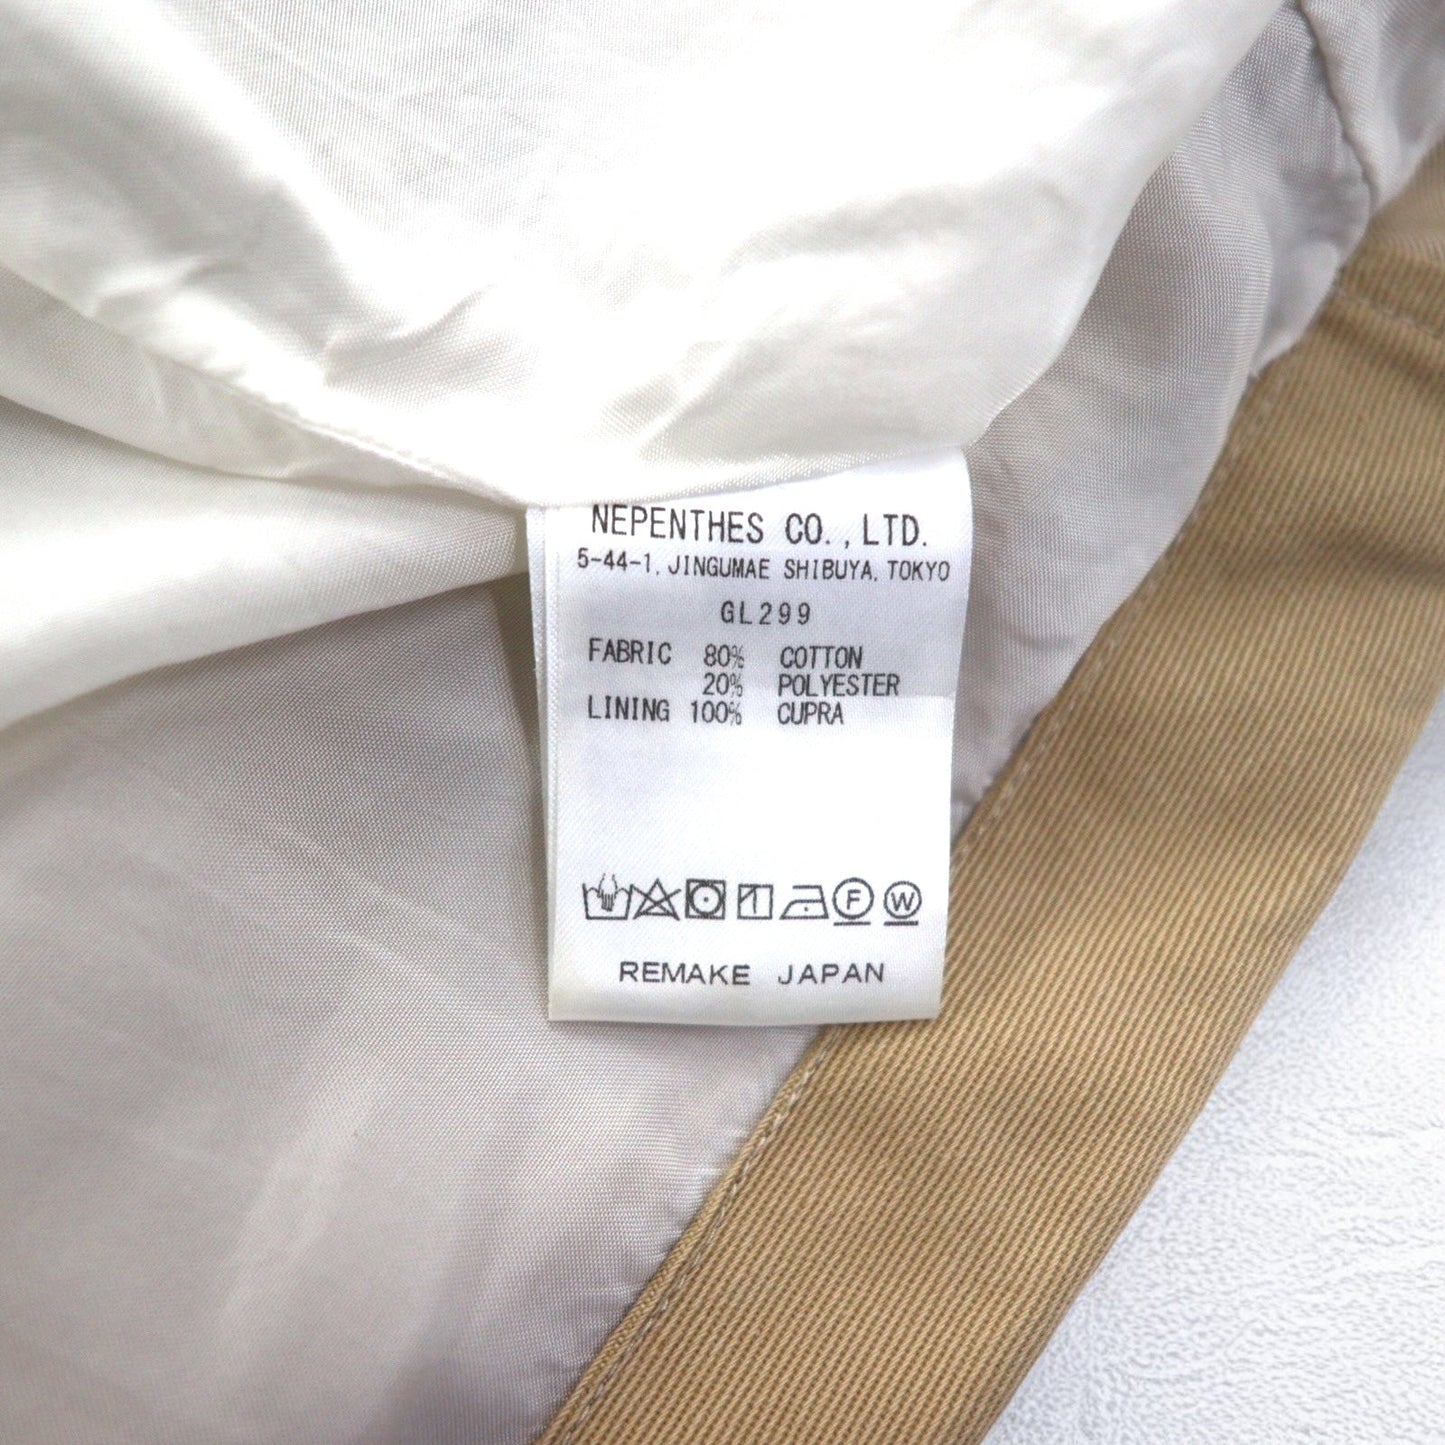 NEPENTHES CO.,LTD.
5-44-1, JINGUMAE SHIBUYA, TOKYO
GL299
FABRIC 80% COTTON
20% POLYESTER
LINING 100% CUPRA
F W
REMAKE JAPAN